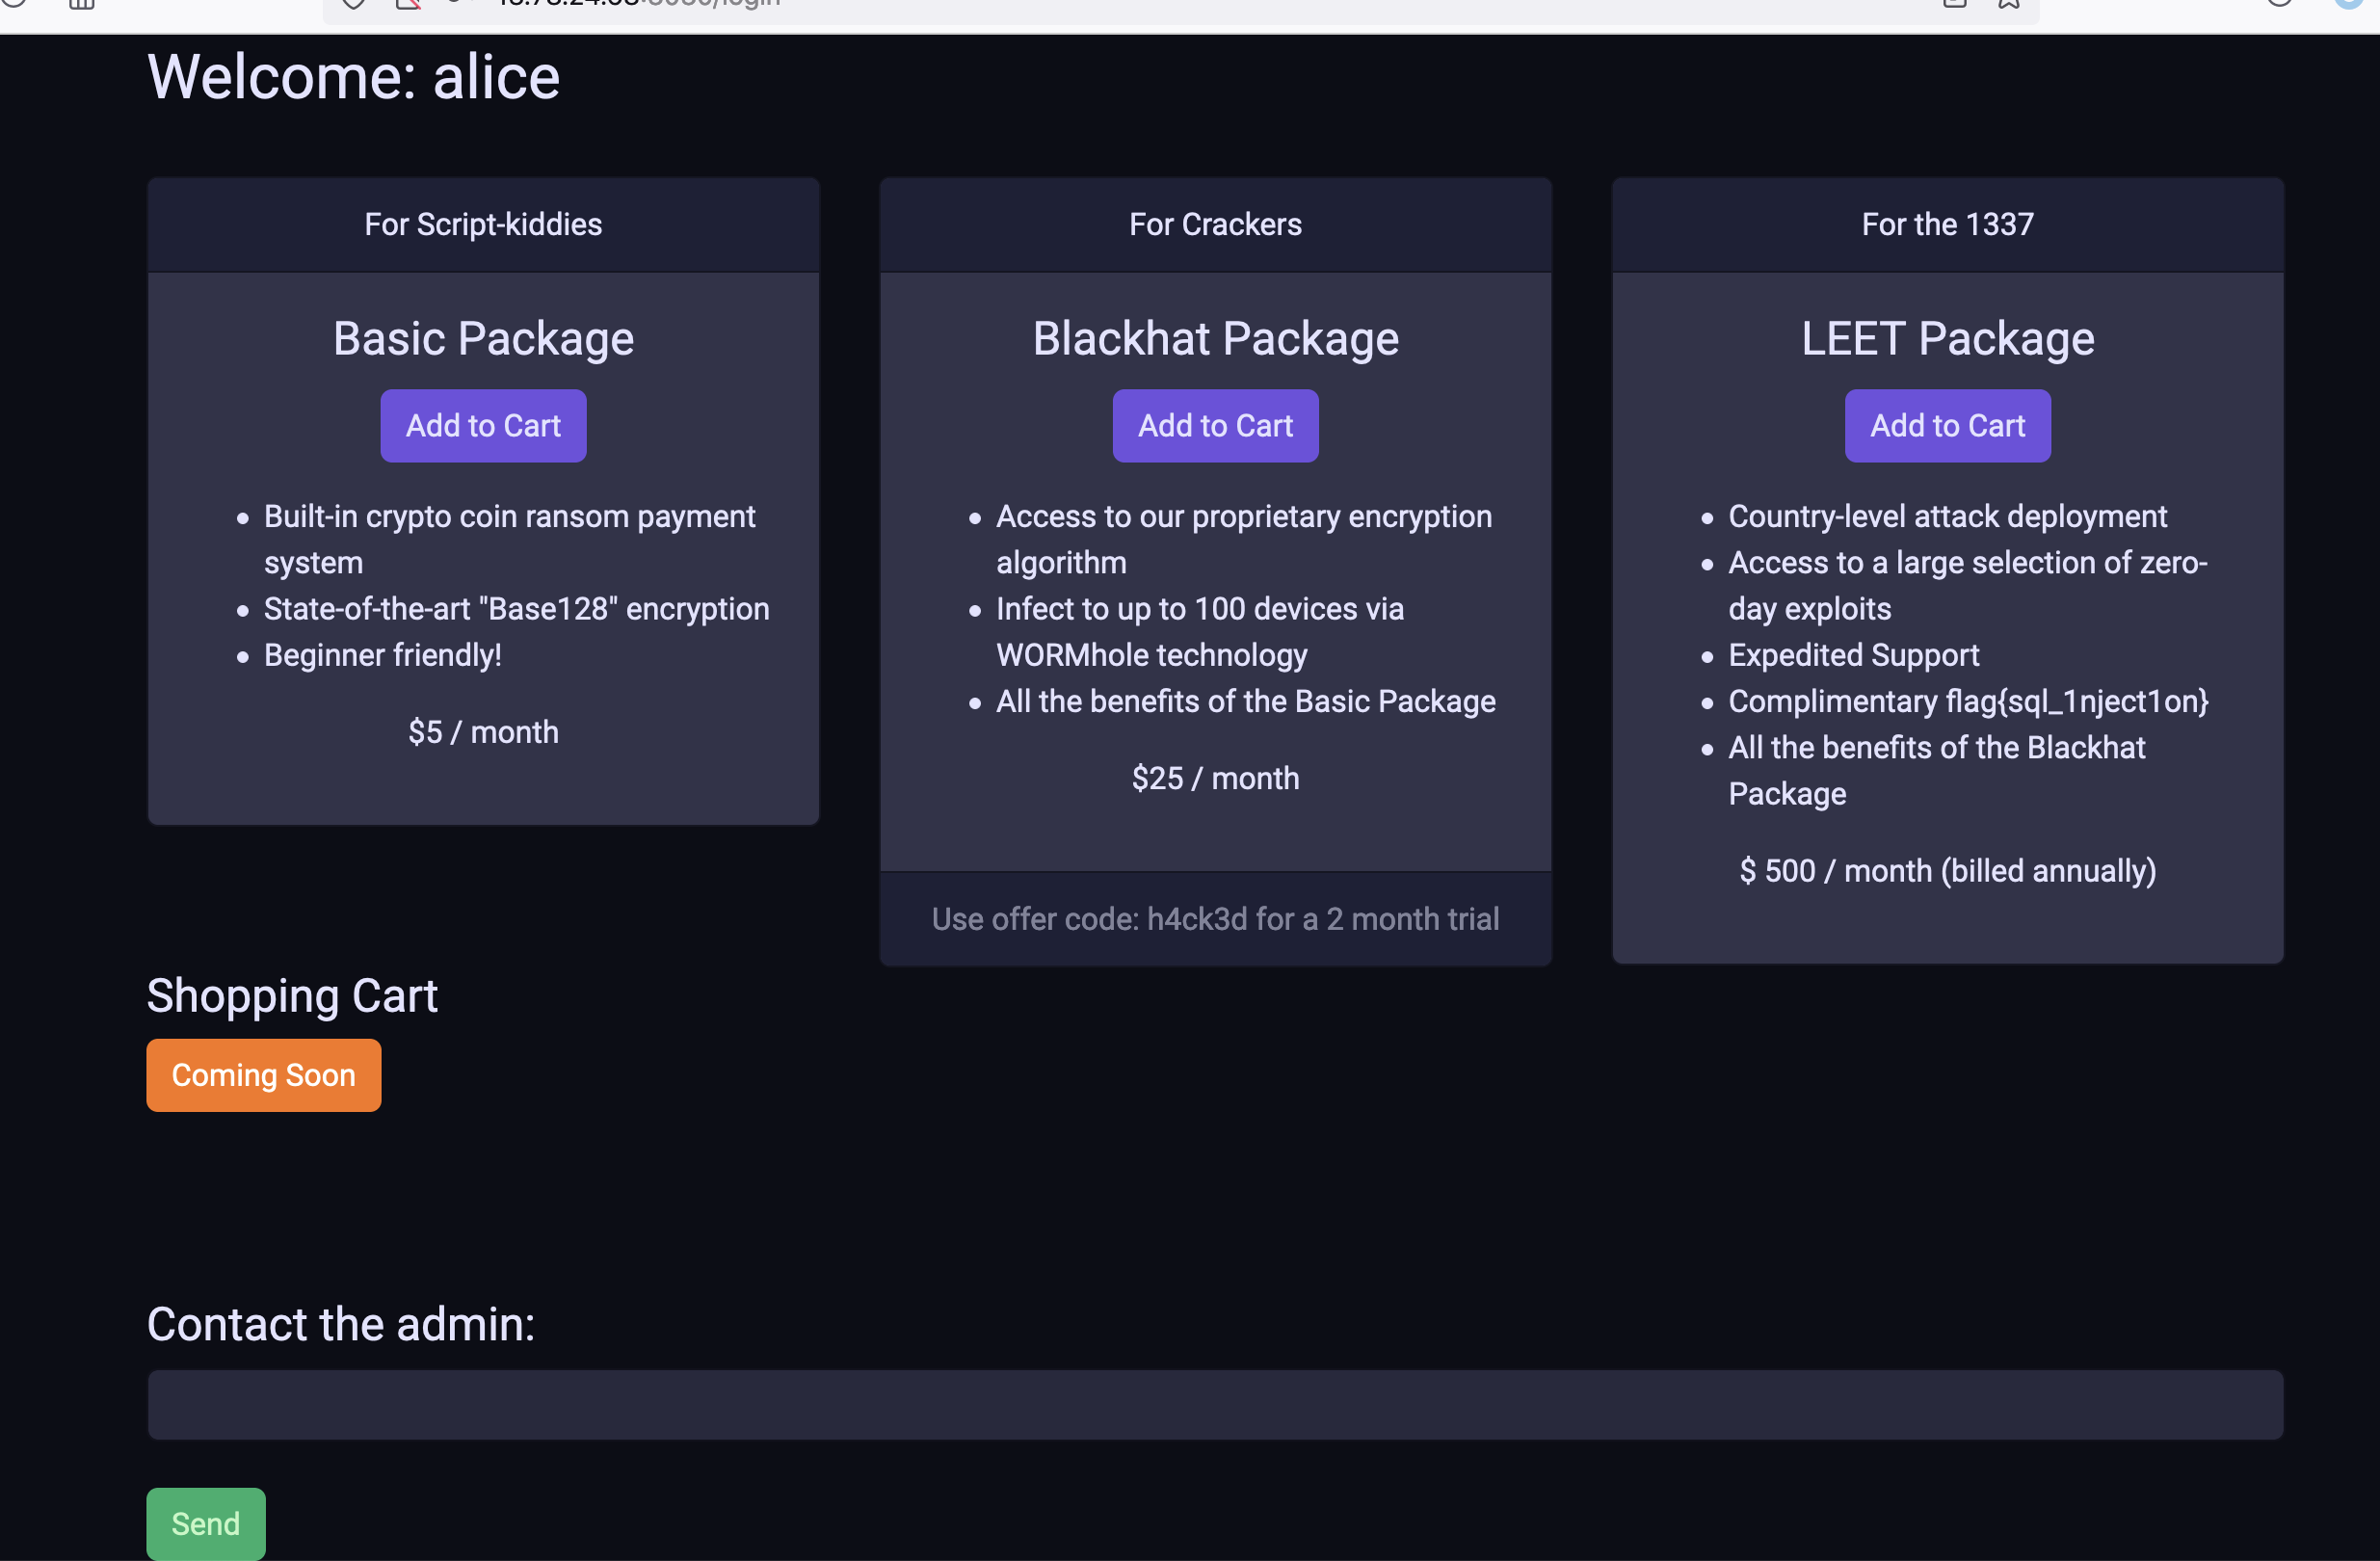 Welcome: alice
For Script-kiddies
Basic Package
Add to Cart
Built-in crypto coin ransom payment
system
State-of-the-art "Base128" encryption
Beginner friendly!
$5 / month
For Crackers
Blackhat Package
Add to Cart
Access to our proprietary encryption
algorithm
Infect to up to 100 devices via
WORMhole technology
All the benefits of the Basic Package
$25 / month
Use offer code: h4ck3d for a 2 month trial
For the 1337
LEET Package
Add to Cart
Country-level attack deployment
Access to a large selection of zero-
day exploits
Expedited Support
Complimentary flag{sql_1nject1on}
All the benefits of the Blackhat
Package
$ 500 / month (billed annually)
Shopping Cart
Coming Soon
Contact the admin:
Send